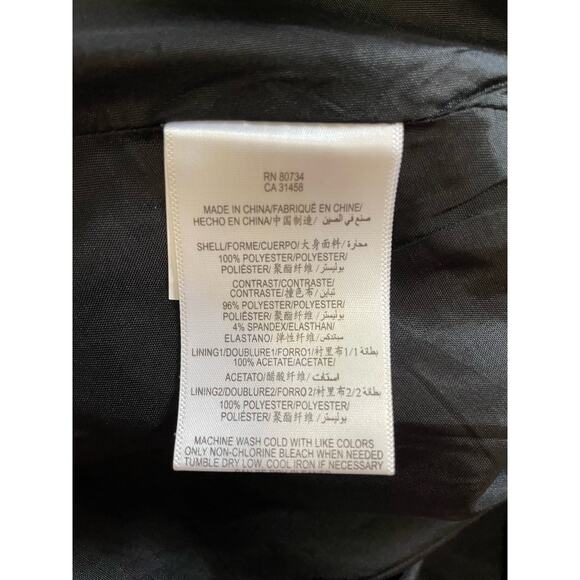 RN 80734
CA 31458
MADE IN CHINA/FABRIQUÉ EN CHINE/
HECHO EN CHINA/中国制造/ صنع في الصين
SHELL/FORME/CUERPO/大身面料/محارة
100% POLYESTER/POLYESTER/
POLIÉSTER/聚酯纤维/بوليستر
CONTRAST/CONTRASTE/
CONTRASTE/撞色布/تباين
96% POLYESTER/POLYESTER/
POLIÉSTER/聚酯纤维/بوليستر
4% SPANDEX/ELASTHAN/
ELASTANO/弹性纤维/سباندكس
LINING1/DOUBLURE1/FORRO1/衬里布1/بطانة 1
100% ACETATE/ACETATE/
ACETATO/醋酸纤维/أستات
LINING2/DOUBLURE2/FORRO 2/衬里布2/بطانة 2
100% POLYESTER/POLYESTER/
POLIÉSTER/聚酯纤维/بوليستر
MACHINE WASH COLD WITH LIKE COLORS
ONLY NON-CHLORINE BLEACH WHEN NEEDED
TUMBLE DRY LOW, COOL IRON IF NECESSARY
CAN BE DRY CLEANED